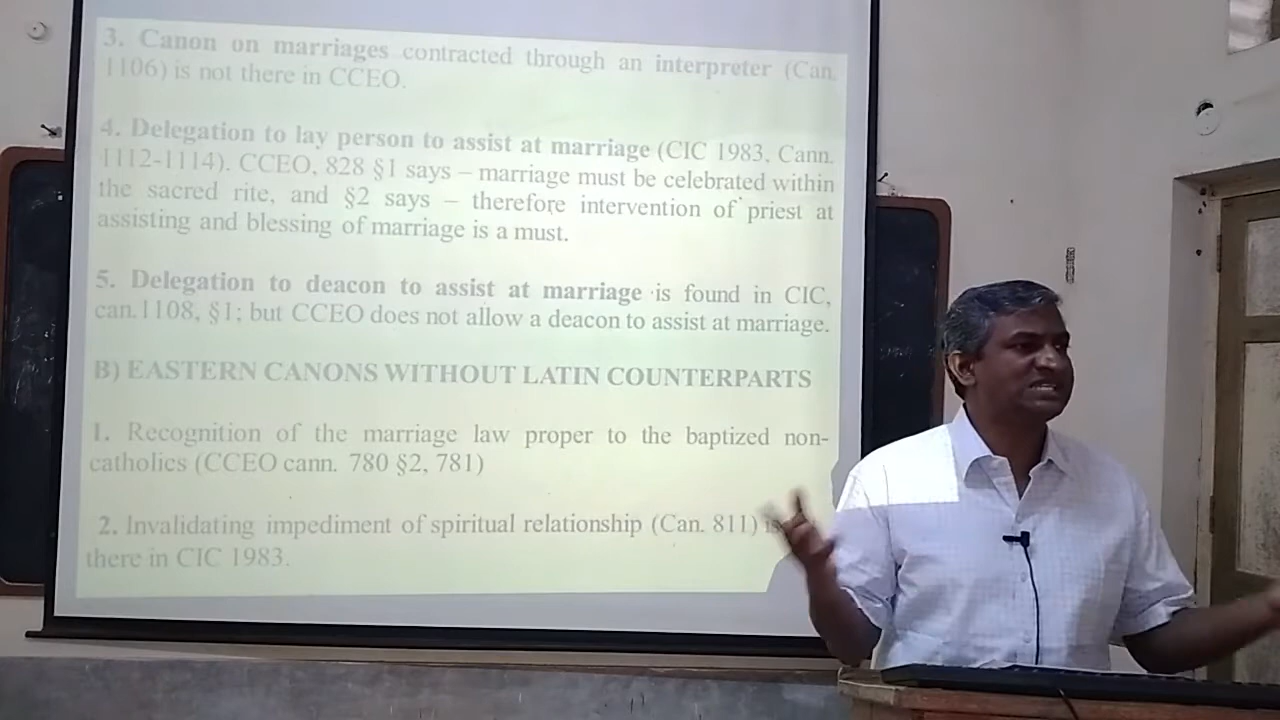 3. Canon on marriages contracted through an interpreter (Can.
1106) is not there in CCEO.
4. Delegation to lay person to assist at marriage (CIC 1983, Cann.
1112-1114). CCEO, 828 §1 says – marriage must be celebrated within
the sacred rite, and §2 says – therefore intervention of priest at
assisting and blessing of marriage is a must.
5. Delegation to deacon to assist at marriage is found in CIC,
can.1108, §1; but CCEO does not allow a deacon to assist at marriage.
B) EASTERN CANONS WITHOUT LATIN COUNTERPARTS
1. Recognition of the marriage law proper to the baptized non-
catholics (CCEO cann. 780 §2, 781)
2. Invalidating impediment of spiritual relationship (Can. 811)
there in CIC 1983.